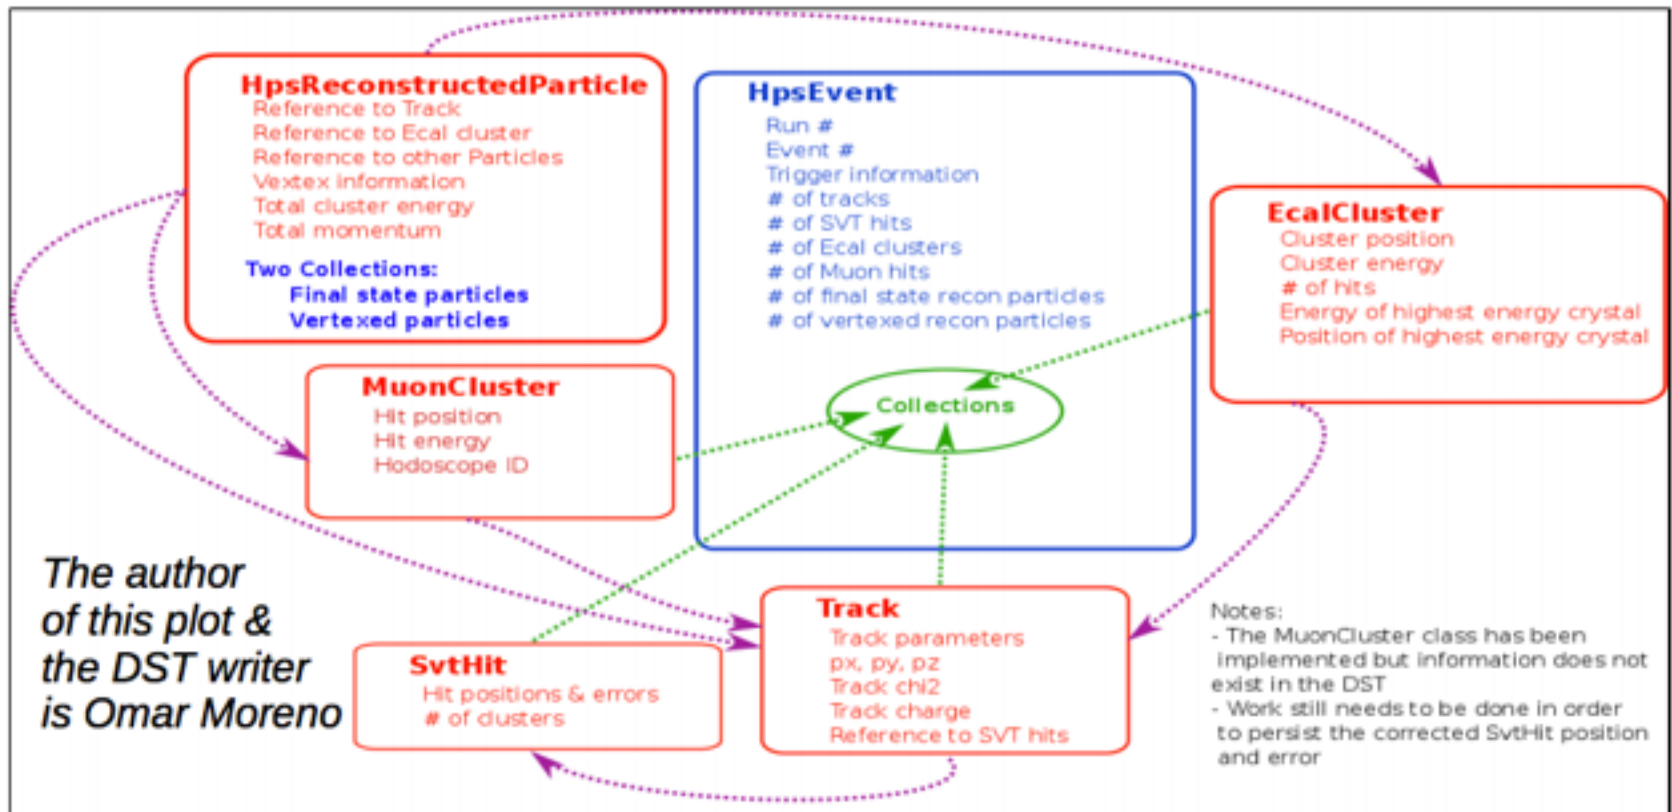 HpsReconstructedParticle
Reference to Track
Reference to Ecal cluster
Reference to other Particles
Vextex information
Total cluster energy
Total momentum
Two Collections:
Final state particles
Vertexed particles
HpsEvent
Run #
Event #
Trigger information
# of tracks
# of SVT hits
# of Ecal clusters
# of Muon hits
# of final state recon particles
# of vertexed recon particles
Collections
EcalCluster
Cluster position
Cluster energy
# of hits
Energy of highest energy crystal
Position of highest energy crystal
MuonCluster
Hit position
Hit energy
Hodoscope ID
The author
of this plot &
the DST writer
is Omar Moreno
SvtHit
Hit positions & errors
# of clusters
Track
Track parameters
px, py, pz
Track chi2
Track charge
Reference to SVT hits
Notes:
- The MuonCluster class has been
implemented but information does not
exist in the DST
- Work still needs to be done in order
to persist the corrected SvtHit position
and error